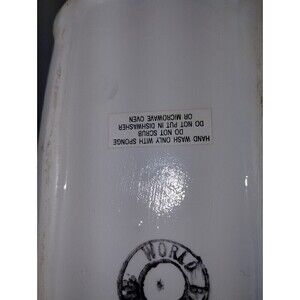 HAND WASH ONLY WITH SPONGE
DO NOT SCRUB
DO NOT PUT IN DISHWASHER
OR MICROWAVE OVEN
WORLD